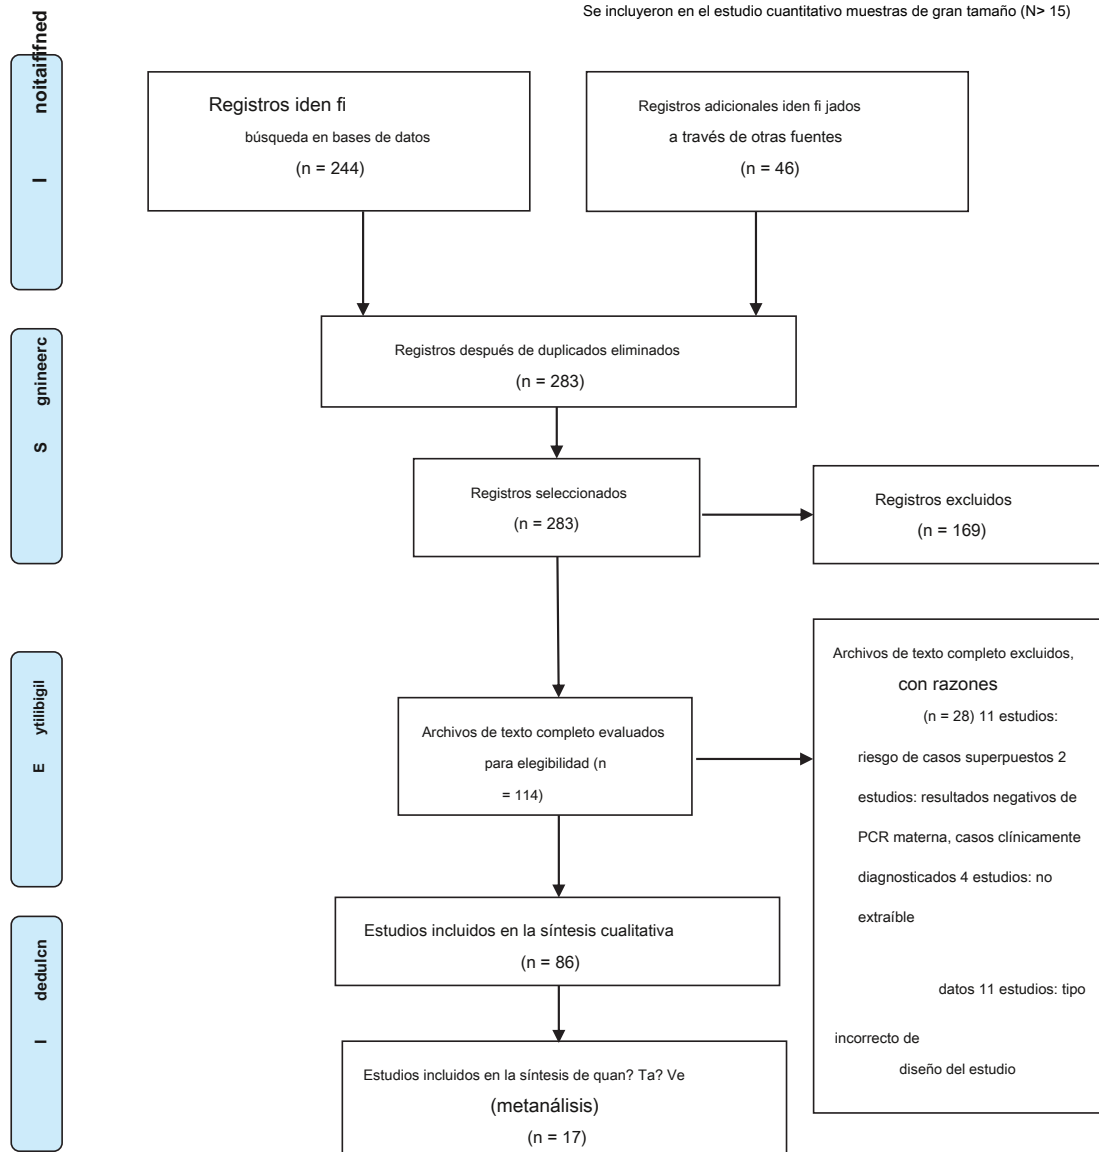 Se incluyeron en el estudio cuantitativo muestras de gran tamaño (N> 15)
noitaififned
I
Registros iden fi
búsqueda en bases de datos
(n = 244)
Registros adicionales iden fi jados
a través de otras fuentes
(n = 46)
gnineerc
S
Registros después de duplicados eliminados
(n = 283)
Registros seleccionados
(n = 283)
Registros excluidos
(n = 169)
ytilibigil
E
Archivos de texto completo evaluados
para elegibilidad (n
= 114)
Archivos de texto completo excluidos,
con razones
(n = 28) 11 estudios:
riesgo de casos superpuestos 2
estudios: resultados negativos de
PCR materna, casos clínicamente
diagnosticados 4 estudios: no
extraíble
datos 11 estudios: tipo
incorrecto de
diseño del estudio
dedulcn
I
Estudios incluidos en la síntesis cualitativa
(n = 86)
Estudios incluidos en la síntesis de quan? Ta? Ve
(metanálisis)
(n = 17)